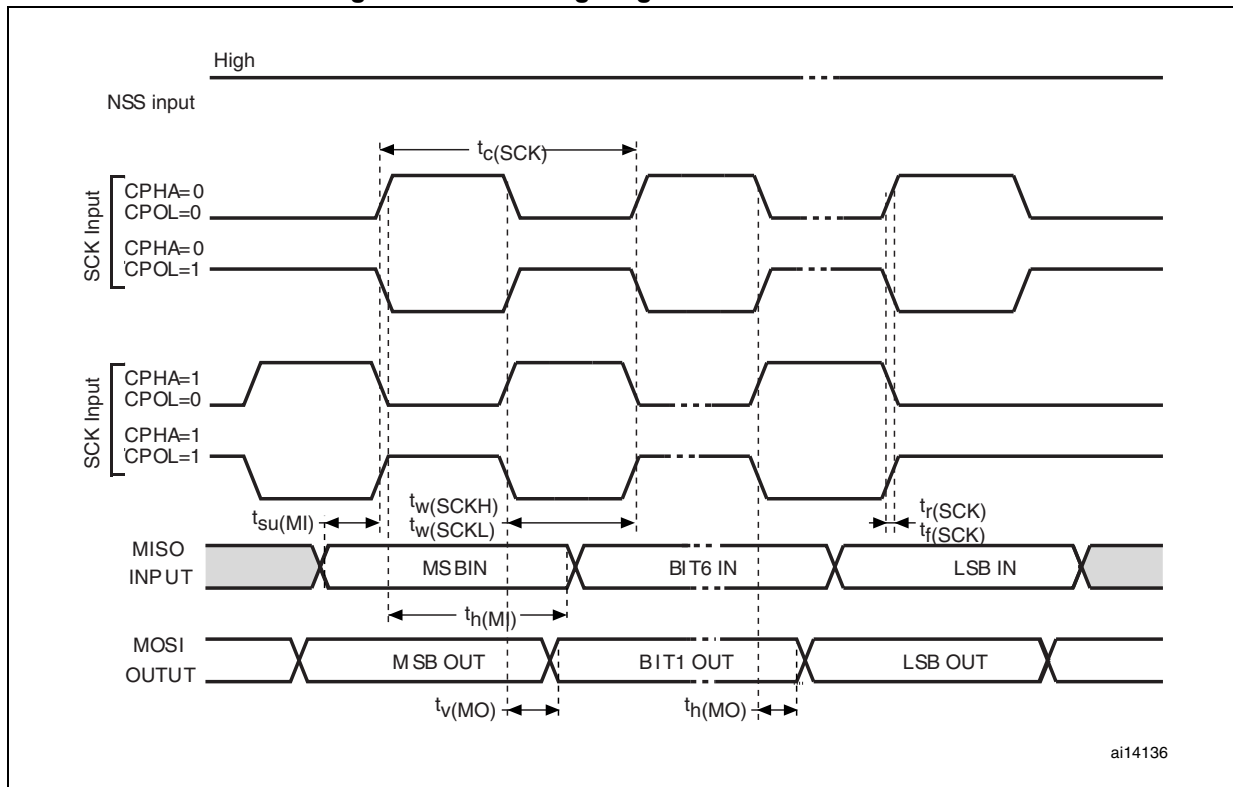 High
NSS input
tc(SCK)
SCK Input
CPHA=0
CPOL=0
CPHA=0
CPOL=1
SCK Input
CPHA=1
CPOL=0
CPHA=1
CPOL=1
tsu(MI)
tw(SCKH)
tw(SCKL)
tr(SCK)
tf(SCK)
MISO
INPUT
MSBIN
BIT6 IN
LSB IN
th(MI)
MOSI
OUTUT
MSB OUT
BIT1 OUT
LSB OUT
tv(MO)
th(MO)
ai14136